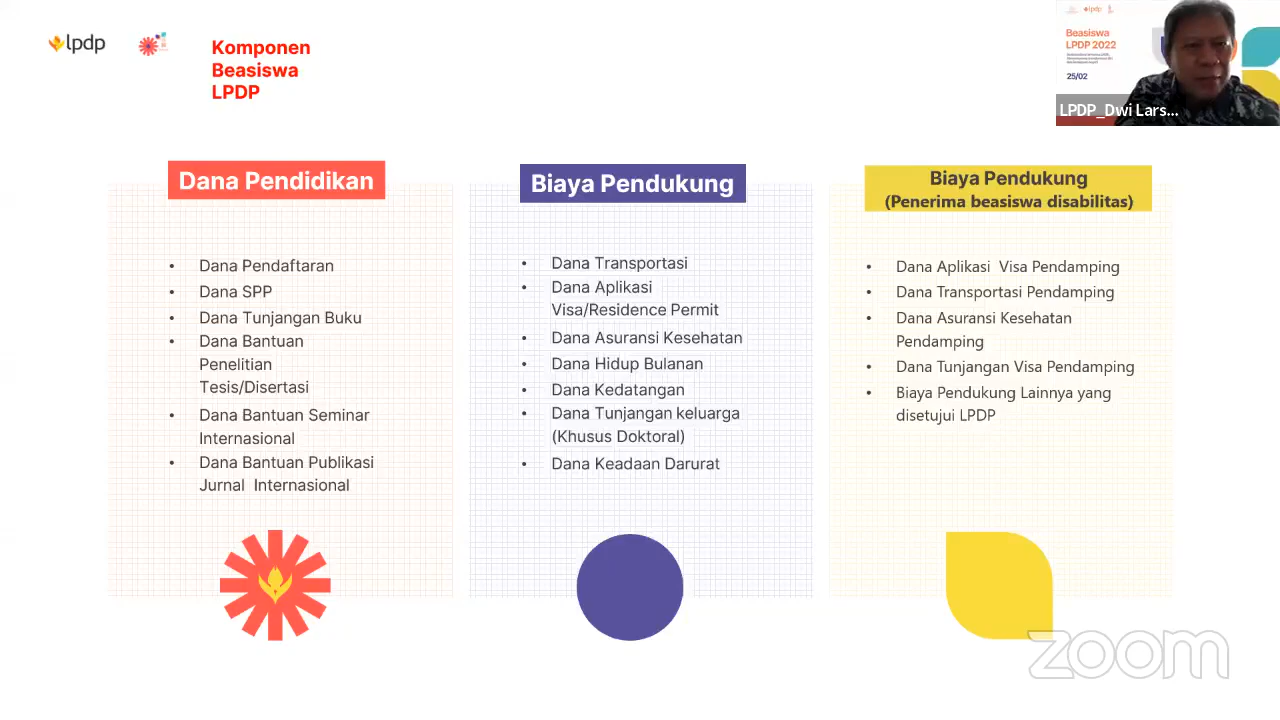 lpdp
Komponen
Beasiswa
LPDP
lpdp
Beasiswa
LPDP 2022
25/02
LPDP_Dwi Lars...
Dana Pendidikan
• Dana Pendaftaran
• Dana SPP
• Dana Tunjangan Buku
• Dana Bantuan
Penelitian
Tesis/Disertasi
• Dana Bantuan Seminar
Internasional
• Dana Bantuan Publikasi
Jurnal Internasional
Biaya Pendukung
• Dana Transportasi
• Dana Aplikasi
Visa/Residence Permit
• Dana Asuransi Kesehatan
• Dana Hidup Bulanan
• Dana Kedatangan
• Dana Tunjangan keluarga
(Khusus Doktoral)
• Dana Keadaan Darurat
Biaya Pendukung
(Penerima beasiswa disabilitas)
• Dana Aplikasi Visa Pendamping
• Dana Transportasi Pendamping
• Dana Asuransi Kesehatan
Pendamping
• Dana Tunjangan Visa Pendamping
• Biaya Pendukung Lainnya yang
disetujui LPDP
zoom